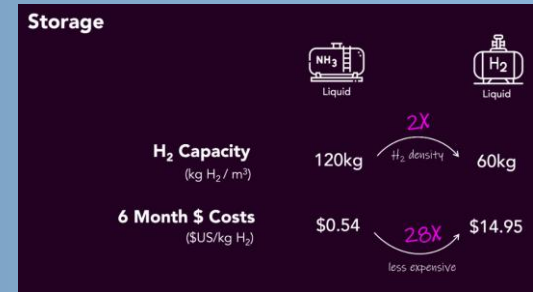 Storage
NH3
H2
Liquid
Liquid
2X
H2 Capacity
(kg H2 / m³)
120kg
H2 density
60kg
6 Month $ Costs
($US/kg H2)
$0.54
28X
$14.95
less expensive